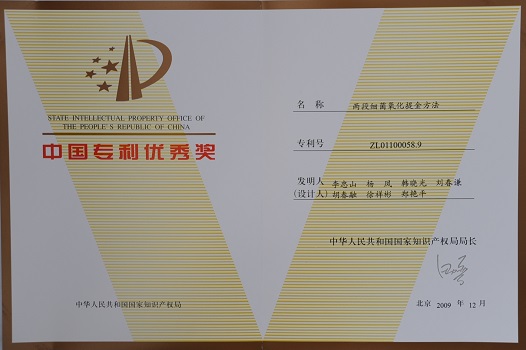 STATE INTELLECTUAL PROPERTY OFFICE OF
THE PEOPLE'S REPUBLIC OF CHINA
中国专利优秀奖
中华人民共和国国家知识产权局
名 称 两段细菌氧化提金方法
专利号 ZL01100058.9
发明人 李忠山 杨 凤 韩晓光 刘春谦
(设计人) 胡春融 徐祥彬 郑艳平
中华人民共和国国家知识产权局局长
北京 2009 年 12 月